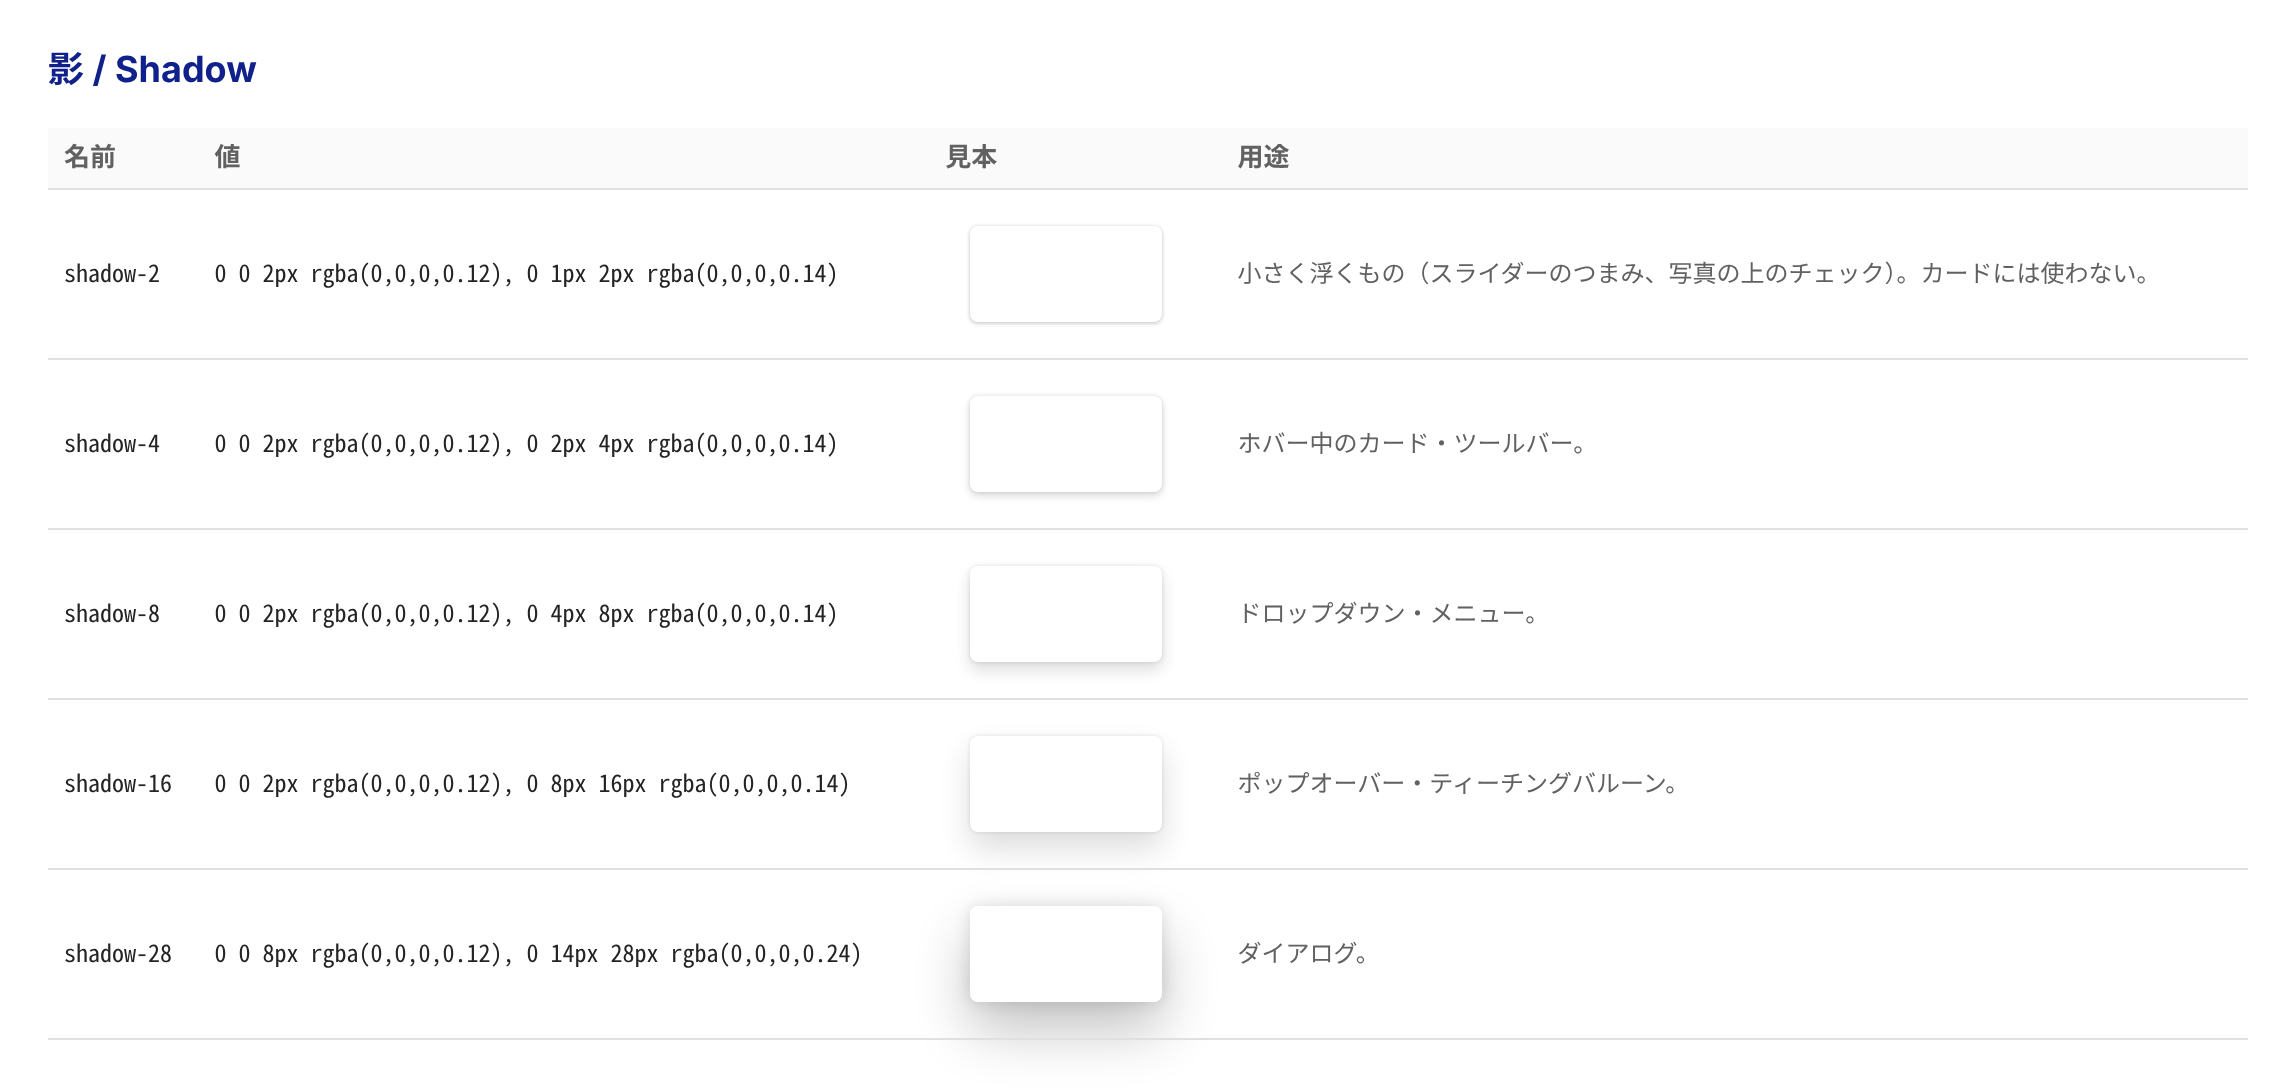 影 / Shadow
名前 値 見本 用途
shadow-2 0 0 2px rgba(0,0,0,0.12), 0 1px 2px rgba(0,0,0,0.14) 小さく浮くもの（スライダーのつまみ、写真の上のチェック）。カードには使わない。
shadow-4 0 0 2px rgba(0,0,0,0.12), 0 2px 4px rgba(0,0,0,0.14) ホバー中のカード・ツールバー。
shadow-8 0 0 2px rgba(0,0,0,0.12), 0 4px 8px rgba(0,0,0,0.14) ドロップダウン・メニュー。
shadow-16 0 0 2px rgba(0,0,0,0.12), 0 8px 16px rgba(0,0,0,0.14) ポップオーバー・ティーチングバルーン。
shadow-28 0 0 8px rgba(0,0,0,0.12), 0 14px 28px rgba(0,0,0,0.24) ダイアログ。